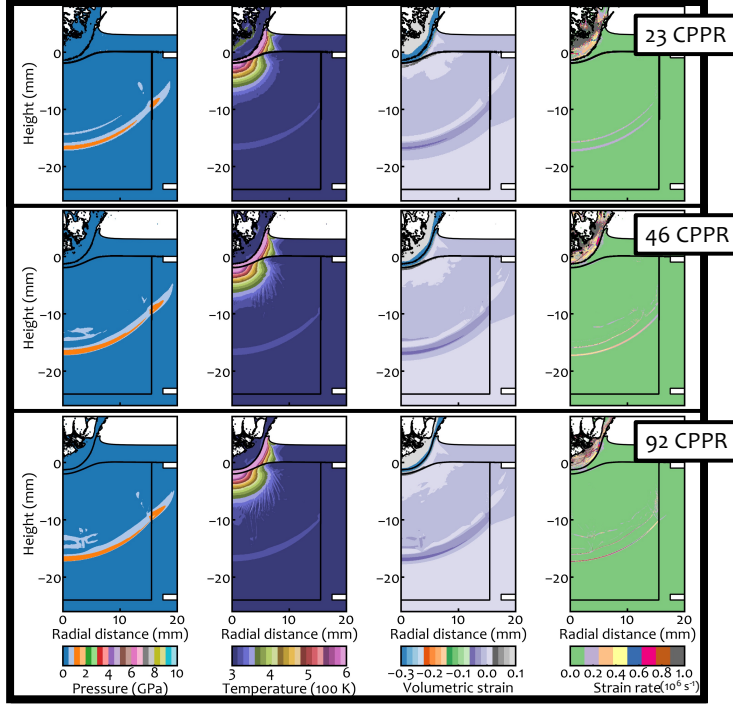 23 CPPR
Height (mm)
0
−10
−20
46 CPPR
Height (mm)
0
−10
−20
92 CPPR
Height (mm)
0
−10
−20
0 10 20 0 10 20 0 10 20 0 10 20
Radial distance (mm) Radial distance (mm) Radial distance (mm) Radial distance (mm)
0 2 4 6 8 10 3 4 5 6 −0.3 −0.2 −0.1 0.0 0.1 0.0 0.2 0.4 0.6 0.8 1.0
Pressure (GPa) Temperature (100 K) Volumetric strain Strain rate (10⁶ s⁻¹)